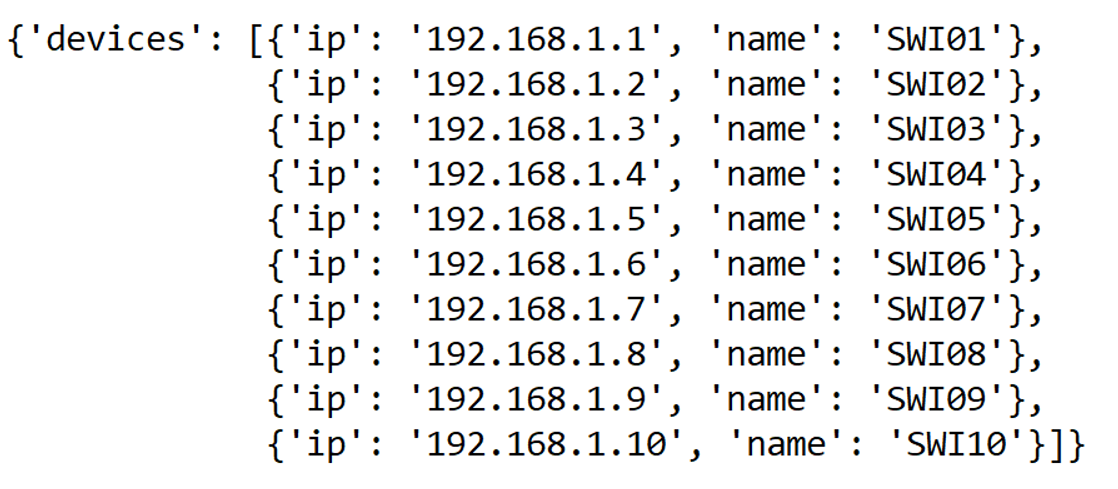 {'devices': [{'ip': '192.168.1.1', 'name': 'SWI01'},
{'ip': '192.168.1.2', 'name': 'SWI02'},
{'ip': '192.168.1.3', 'name': 'SWI03'},
{'ip': '192.168.1.4', 'name': 'SWI04'},
{'ip': '192.168.1.5', 'name': 'SWI05'},
{'ip': '192.168.1.6', 'name': 'SWI06'},
{'ip': '192.168.1.7', 'name': 'SWI07'},
{'ip': '192.168.1.8', 'name': 'SWI08'},
{'ip': '192.168.1.9', 'name': 'SWI09'},
{'ip': '192.168.1.10', 'name': 'SWI10'}]}